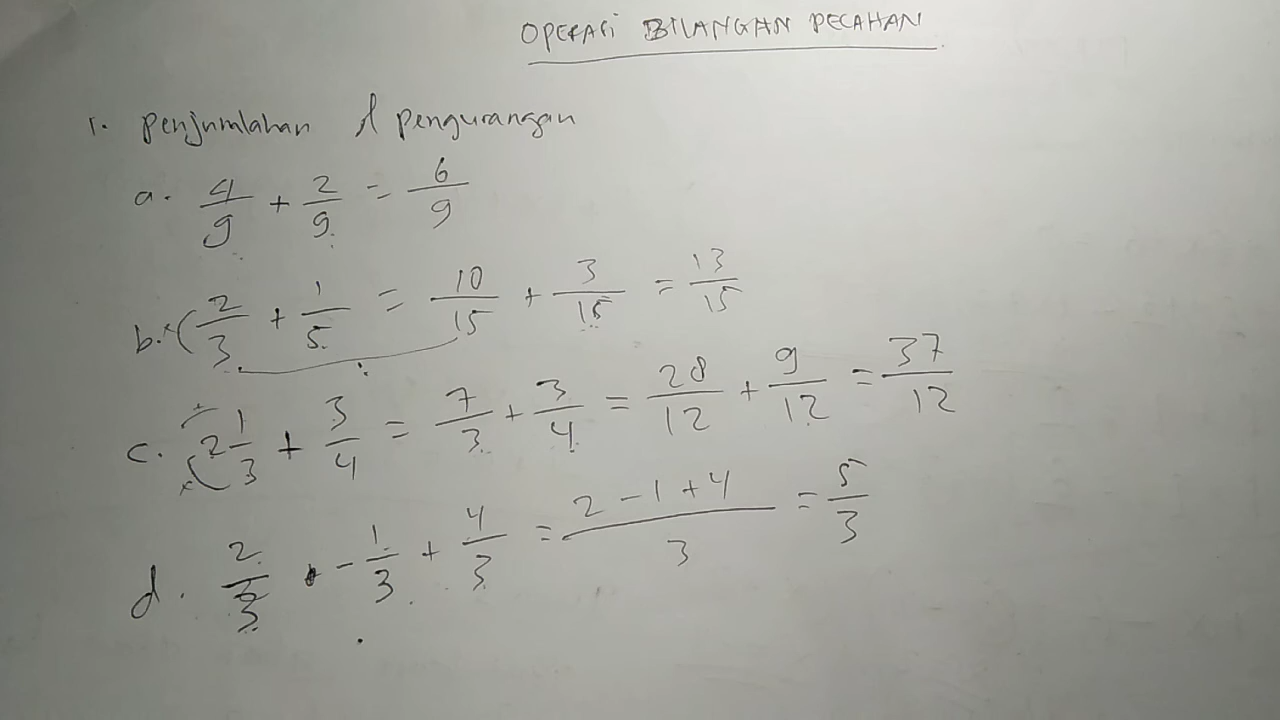 OPERASI BILANGAN PECAHAN
1. penjumlahan d pengurangan
a. 4/9 + 2/9 = 6/9
b. × ( 2/3 + 1/5 = 10/15 + 3/15 = 13/15
c. + × ( 2 1/3 + 3/4 = 7/3 + 3/4 = 28/12 + 9/12 = 37/12
d. 2/3 - 1/3 + 4/3 = (2 - 1 + 4)/3 = 5/3